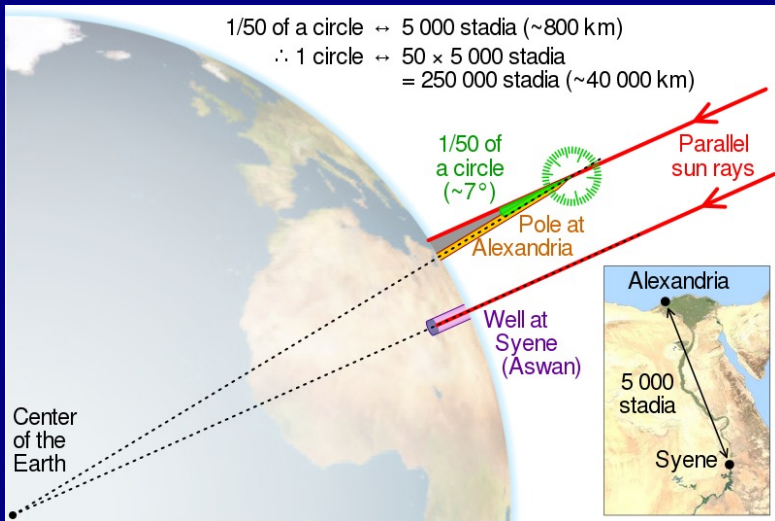 1/50 of a circle ↔ 5 000 stadia (~800 km)
∴ 1 circle ↔ 50 × 5 000 stadia
= 250 000 stadia (~40 000 km)
1/50 of
a circle
(~7°)
Parallel
sun rays
Pole at
Alexandria
Well at
Syene
(Aswan)
Center
of the
Earth
Alexandria
5 000
stadia
Syene